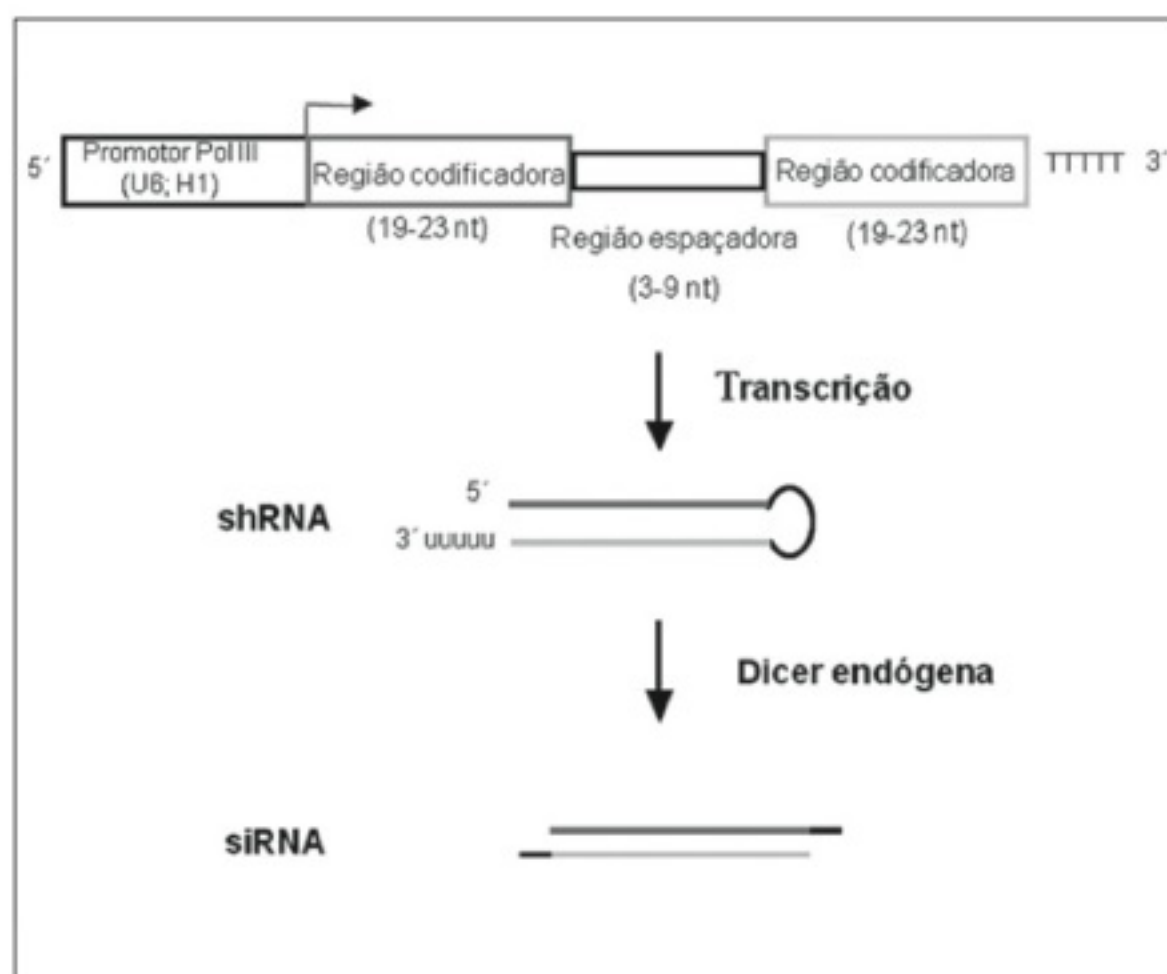 5´
Promotor Pol III
(U6; H1)
Região codificadora
(19-23 nt)
Região espaçadora
(3-9 nt)
Região codificadora
(19-23 nt)
TTTTT 3´
Transcrição
shRNA
5´
3´ uuuuu
Dicer endógena
siRNA